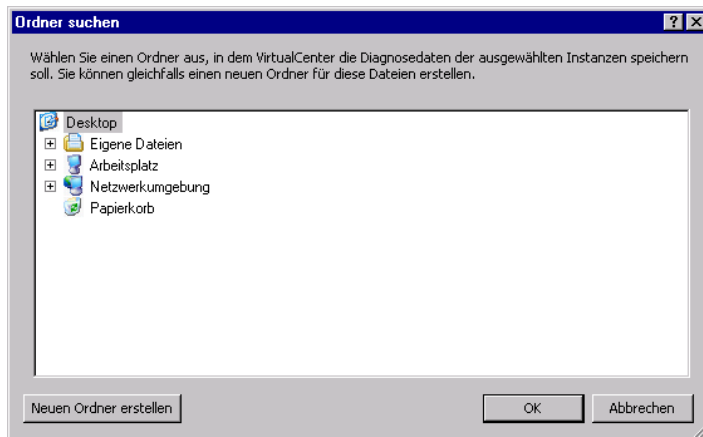 Ordner suchen
Wählen Sie einen Ordner aus, in dem VirtualCenter die Diagnosedaten der ausgewählten Instanzen speichern
soll. Sie können gleichfalls einen neuen Ordner für diese Dateien erstellen.
Desktop
Eigene Dateien
Arbeitsplatz
Netzwerkumgebung
Papierkorb
Neuen Ordner erstellen OK Abbrechen